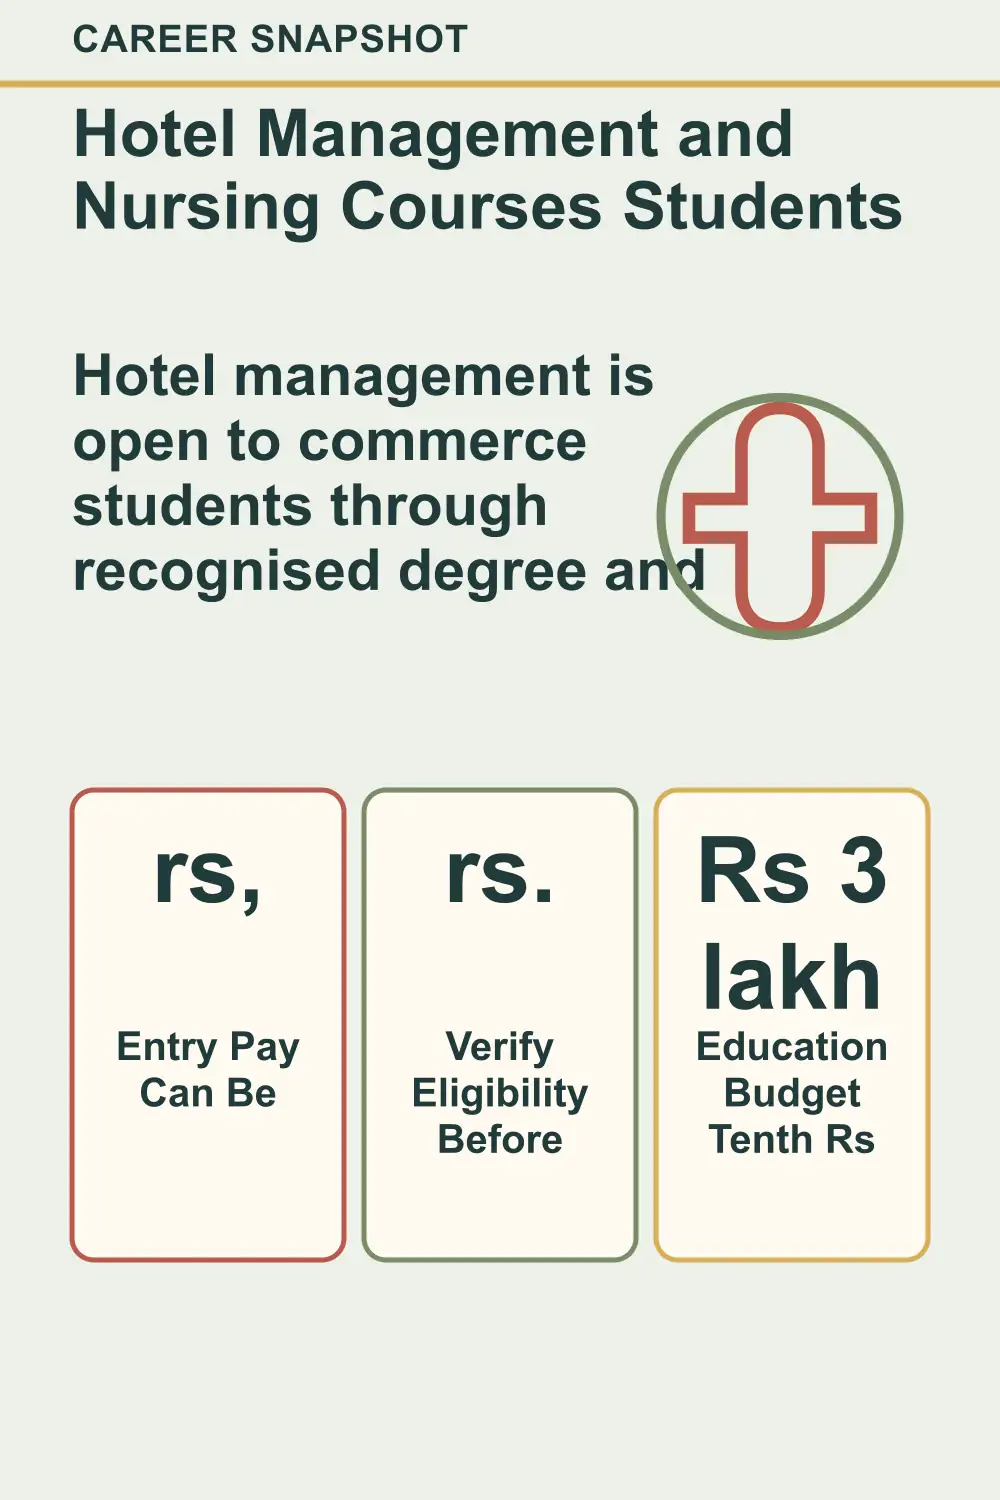 CAREER SNAPSHOT
Hotel Management and
Nursing Courses Students
Hotel management is
open to commerce
students through
recognised degree and
rs,
Entry Pay
Can Be
rs.
Verify
Eligibility
Before
Rs 3
lakh
Education
Budget
Tenth Rs